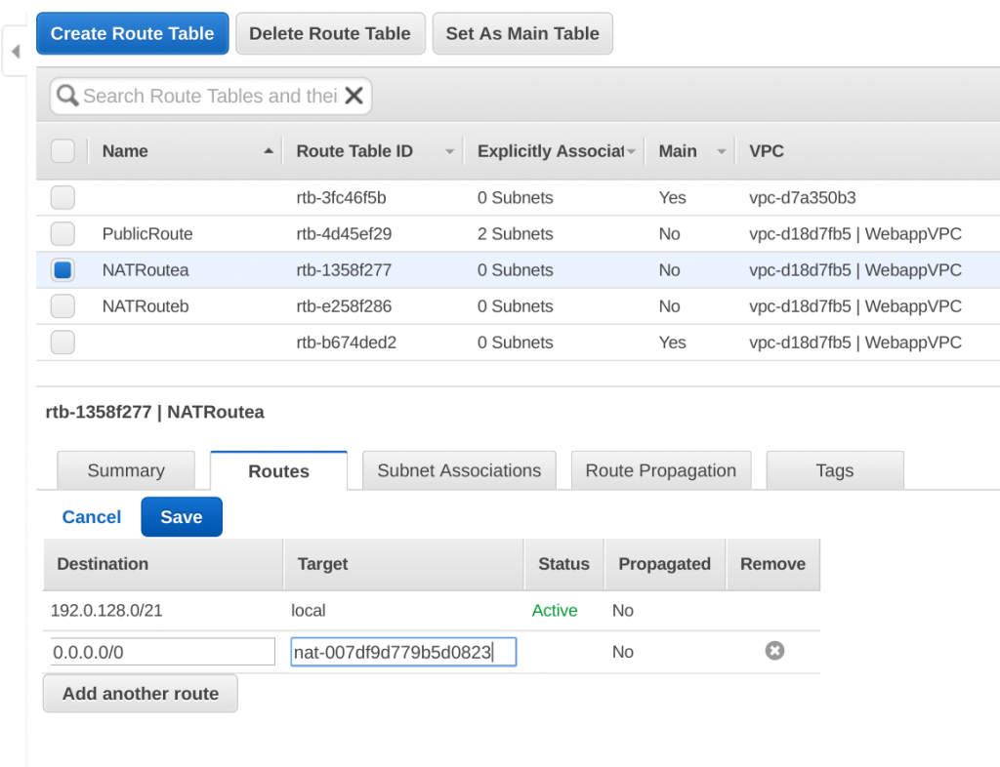 Create Route Table Delete Route Table Set As Main Table
Search Route Tables and thei
Name Route Table ID Explicitly Associat Main VPC
rtb-3fc46f5b 0 Subnets Yes vpc-d7a350b3
PublicRoute rtb-4d45ef29 2 Subnets No vpc-d18d7fb5 | WebappVPC
NATRoutea rtb-1358f277 0 Subnets No vpc-d18d7fb5 | WebappVPC
NATRouteb rtb-e258f286 0 Subnets No vpc-d18d7fb5 | WebappVPC
rtb-b674ded2 0 Subnets Yes vpc-d18d7fb5 | WebappVPC
rtb-1358f277 | NATRoutea
Summary Routes Subnet Associations Route Propagation Tags
Cancel Save
Destination Target Status Propagated Remove
192.0.128.0/21 local Active No
0.0.0.0/0 nat-007df9d779b5d0823 No
Add another route